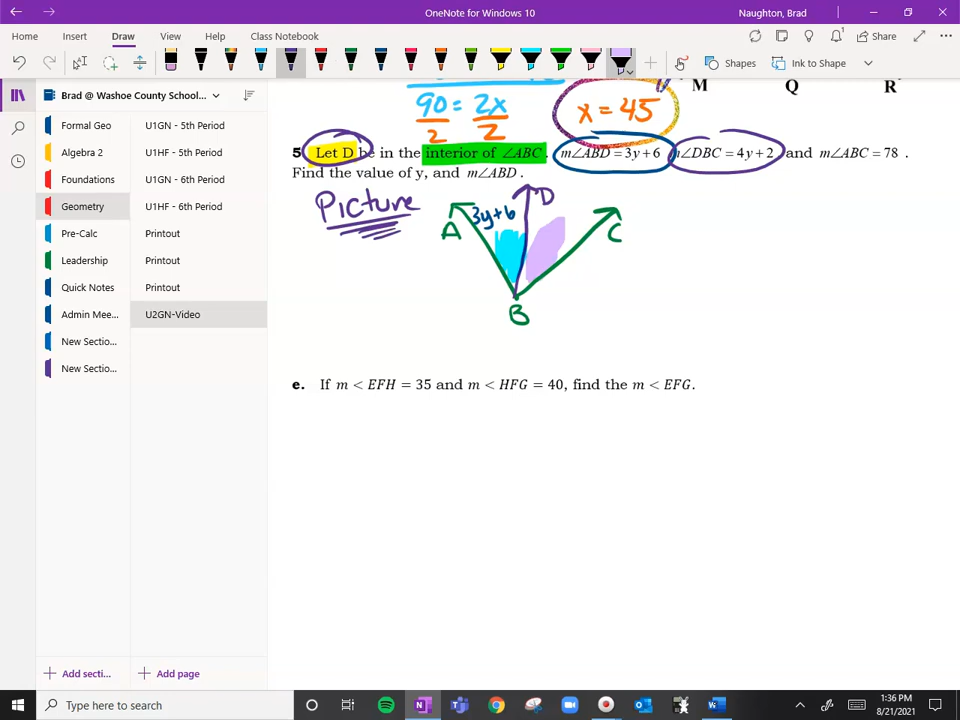 OneNote for Windows 10
Naughton, Brad
Home Insert Draw View Help Class Notebook Share
Shapes Ink to Shape
Brad @ Washoe County School...
Formal Geo
Algebra 2
Foundations
Geometry
Pre-Calc
Leadership
Quick Notes
Admin Mee...
New Sectio...
New Sectio...
Add secti...
U1GN - 5th Period
U1HF - 5th Period
U1GN - 6th Period
U1HF - 6th Period
Printout
Printout
Printout
U2GN-Video
Add page
M Q R
90 = 2x
2 2
x = 45
5 Let D be in the interior of ∠ABC. m∠ABD = 3y + 6 m∠DBC = 4y + 2 and m∠ABC = 78 .
Find the value of y, and m∠ABD .
Picture
A 3y+6 D C
B
e. If m < EFH = 35 and m < HFG = 40, find the m < EFG.
Type here to search
1:36 PM
8/21/2021